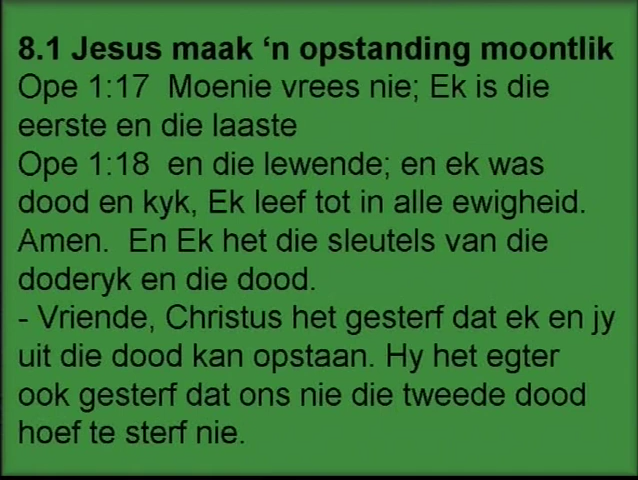 8.1 Jesus maak ‘n opstanding moontlik
Ope 1:17  Moenie vrees nie; Ek is die
eerste en die laaste
Ope 1:18  en die lewende; en ek was
dood en kyk, Ek leef tot in alle ewigheid.
Amen.  En Ek het die sleutels van die
doderyk en die dood.
- Vriende, Christus het gesterf dat ek en jy
uit die dood kan opstaan. Hy het egter
ook gesterf dat ons nie die tweede dood
hoef te sterf nie.